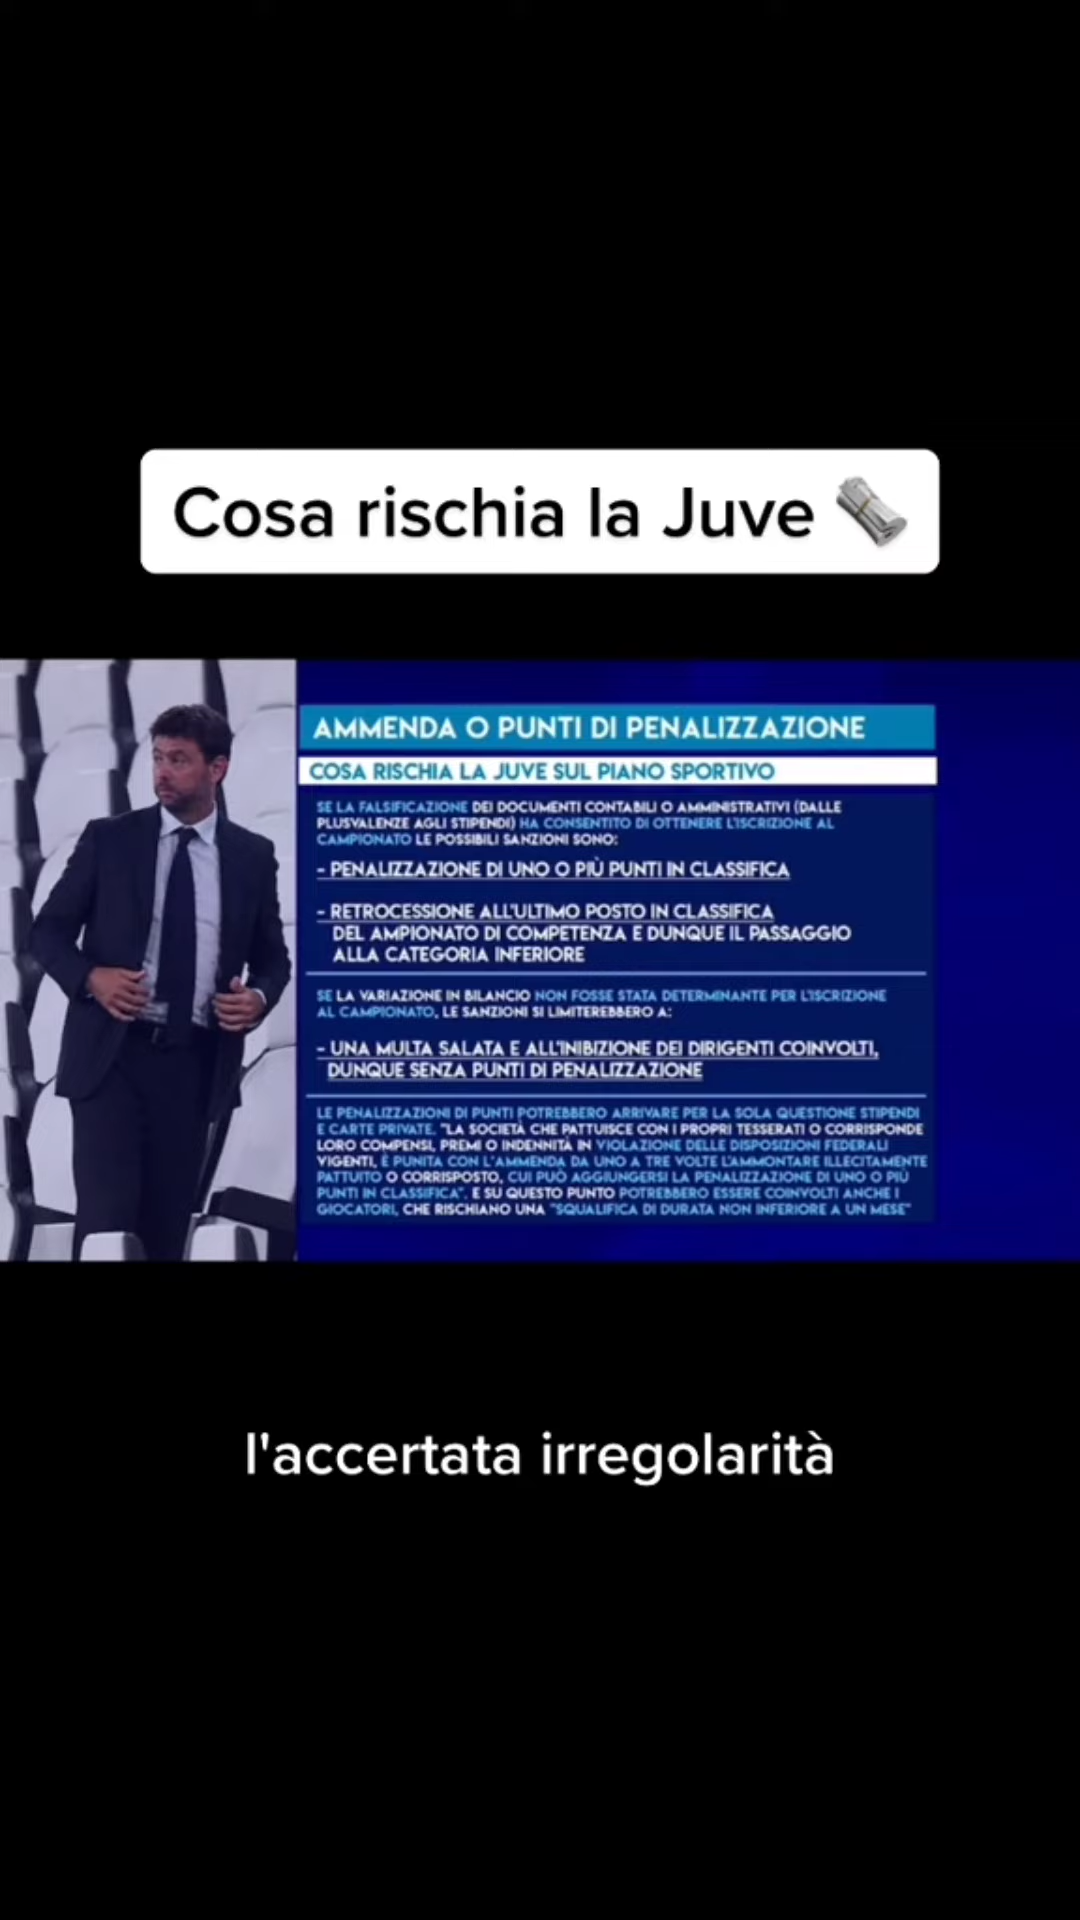 Cosa rischia la Juve
AMMENDA O PUNTI DI PENALIZZAZIONE
COSA RISCHIA LA JUVE SUL PIANO SPORTIVO
SE LA FALSIFICAZIONE DEI DOCUMENTI CONTABILI O AMMINISTRATIVI (DALLE
PLUSVALENZE AGLI STIPENDI) HA CONSENTITO DI OTTENERE L'ISCRIZIONE AL
CAMPIONATO LE POSSIBILI SANZIONI SONO:
- PENALIZZAZIONE DI UNO O PIÙ PUNTI IN CLASSIFICA
- RETROCESSIONE ALL'ULTIMO POSTO IN CLASSIFICA
DEL AMPIONATO DI COMPETENZA E DUNQUE IL PASSAGGIO
ALLA CATEGORIA INFERIORE
SE LA VARIAZIONE IN BILANCIO NON FOSSE STATA DETERMINANTE PER L'ISCRIZIONE
AL CAMPIONATO, LE SANZIONI SI LIMITEREBBERO A:
- UNA MULTA SALATA E ALL'INIBIZIONE DEI DIRIGENTI COINVOLTI,
DUNQUE SENZA PUNTI DI PENALIZZAZIONE
LE PENALIZZAZIONI DI PUNTI POTREBBERO ARRIVARE PER LA SOLA QUESTIONE STIPENDI
E CARTE PRIVATE. "LA SOCIETÀ CHE PATTUISCE CON I PROPRI TESSERATI O CORRISPONDE
LORO COMPENSI, PREMI O INDENNITÀ IN VIOLAZIONE DELLE DISPOSIZIONI FEDERALI
VIGENTI, È PUNITA CON L'AMMENDA DA UNO A TRE VOLTE L'AMMONTARE ILLECITAMENTE
PATTUITO O CORRISPOSTO, CUI PUÒ AGGIUNGERSI LA PENALIZZAZIONE DI UNO O PIÙ
PUNTI IN CLASSIFICA". E SU QUESTO PUNTO POTREBBERO ESSERE COINVOLTI ANCHE I
GIOCATORI, CHE RISCHIANO UNA "SQUALIFICA DI DURATA NON INFERIORE A UN MESE"
l'accertata irregolarità